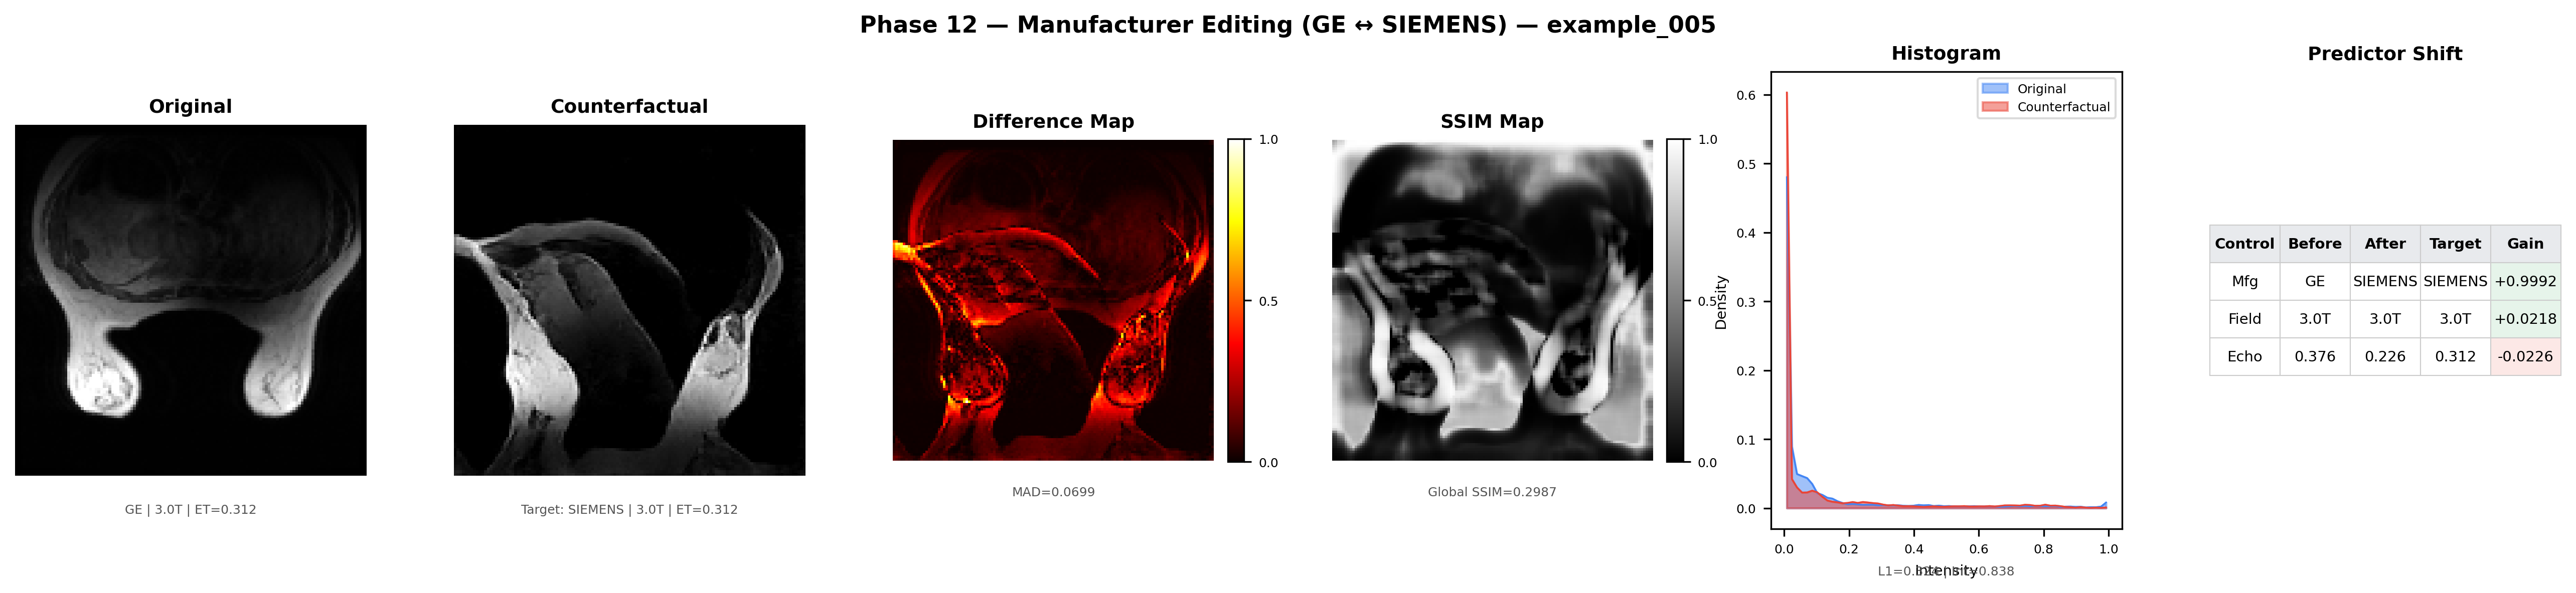 Phase 12 — Manufacturer Editing (GE ↔ SIEMENS) — example_005
Original
GE | 3.0T | ET=0.312
Counterfactual
Target: SIEMENS | 3.0T | ET=0.312
Difference Map
1.0
0.5
0.0
MAD=0.0699
SSIM Map
1.0
0.5
0.0
Global SSIM=0.2987
Histogram
Original
Counterfactual
Density
0.6
0.5
0.4
0.3
0.2
0.1
0.0
0.0 0.2 0.4 0.6 0.8 1.0
Intensity
Predictor Shift
Control Before After Target Gain
Mfg GE SIEMENS SIEMENS +0.9992
Field 3.0T 3.0T 3.0T +0.0218
Echo 0.376 0.226 0.312 -0.0226